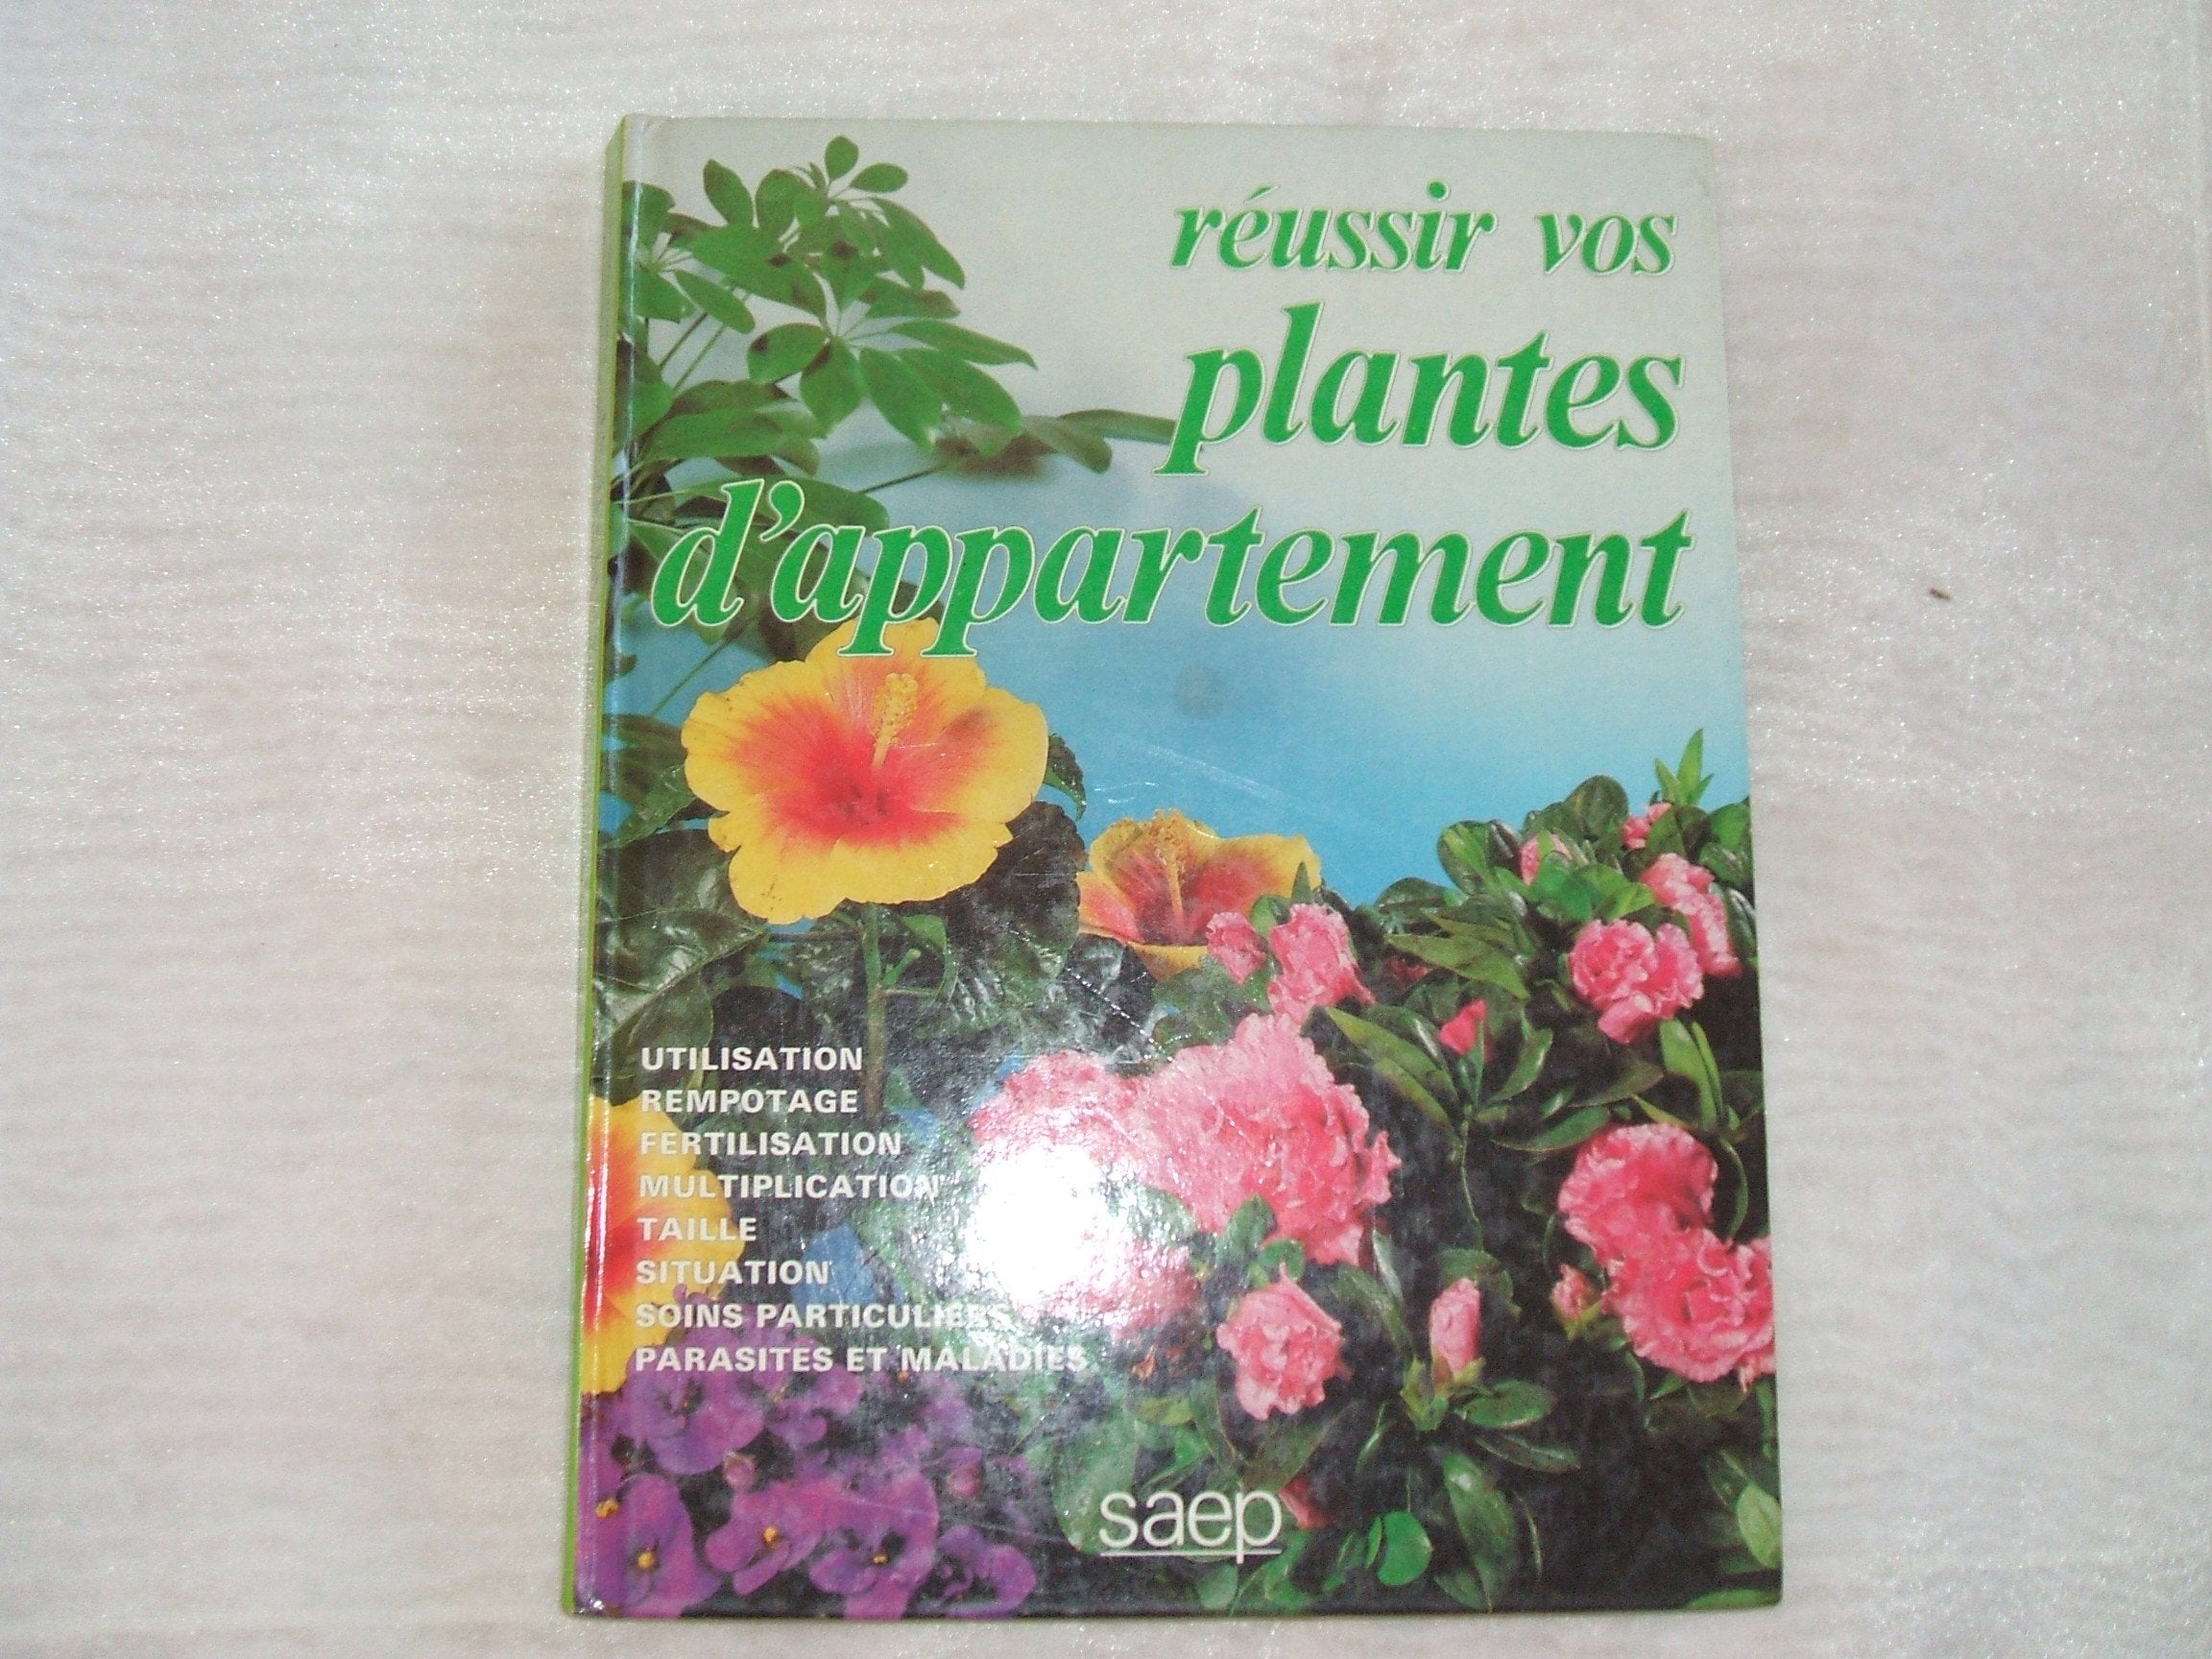 réussir vos
plantes
d'appartement
UTILISATION
REMPOTAGE
FERTILISATION
MULTIPLICATION
TAILLE
SITUATION
SOINS PARTICULIERS
PARASITES ET MALADIES
saep